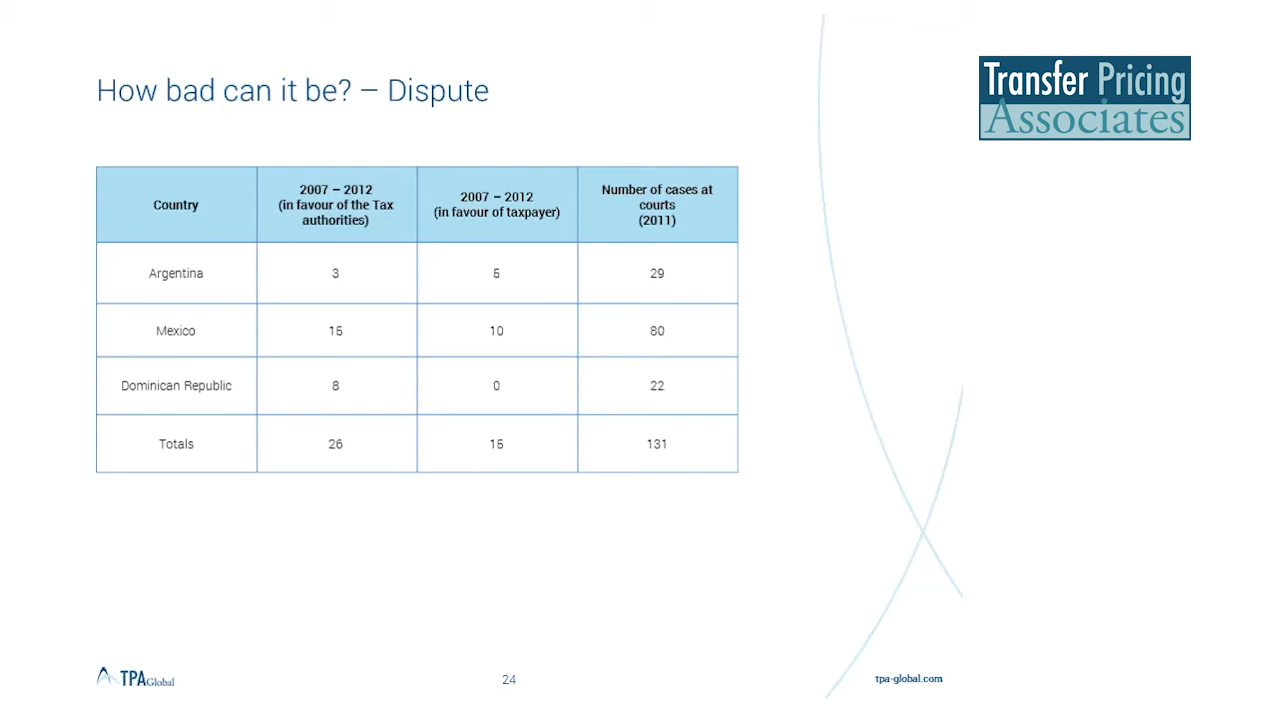 How bad can it be? – Dispute
Transfer Pricing
Associates
Country
2007 – 2012
(in favour of the Tax
authorities)
2007 – 2012
(in favour of taxpayer)
Number of cases at
courts
(2011)
Argentina
3
5
29
Mexico
15
10
80
Dominican Republic
8
0
22
Totals
26
15
131
TPA Global
24
tpa-global.com